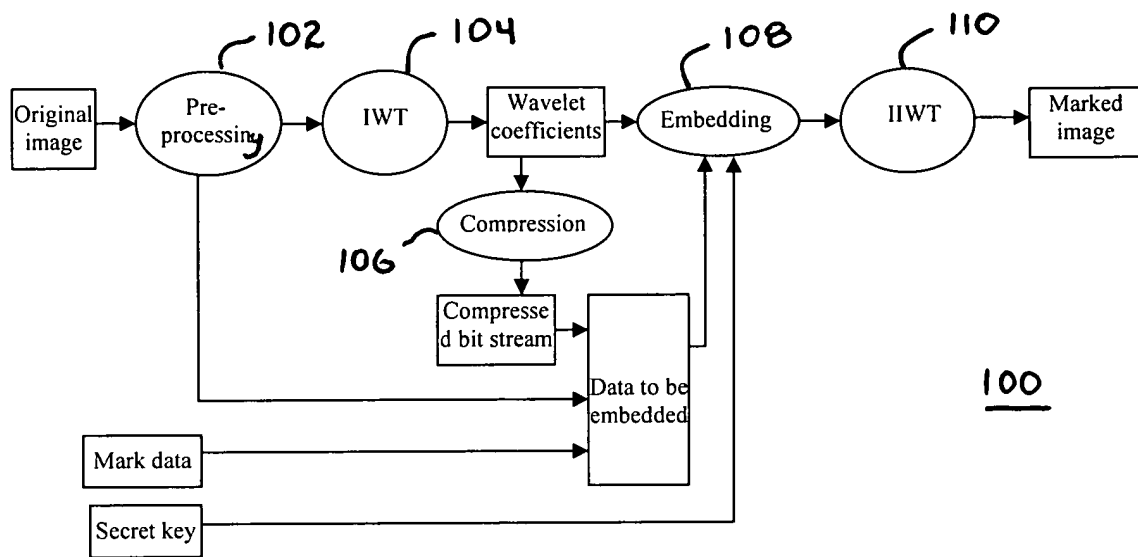 102
104
108
110
Original
image
Pre-
processing
IWT
Wavelet
coefficients
Embedding
IIWT
Marked
image
Compression
106
Compresse
d bit stream
Data to be
embedded
100
Mark data
Secret key